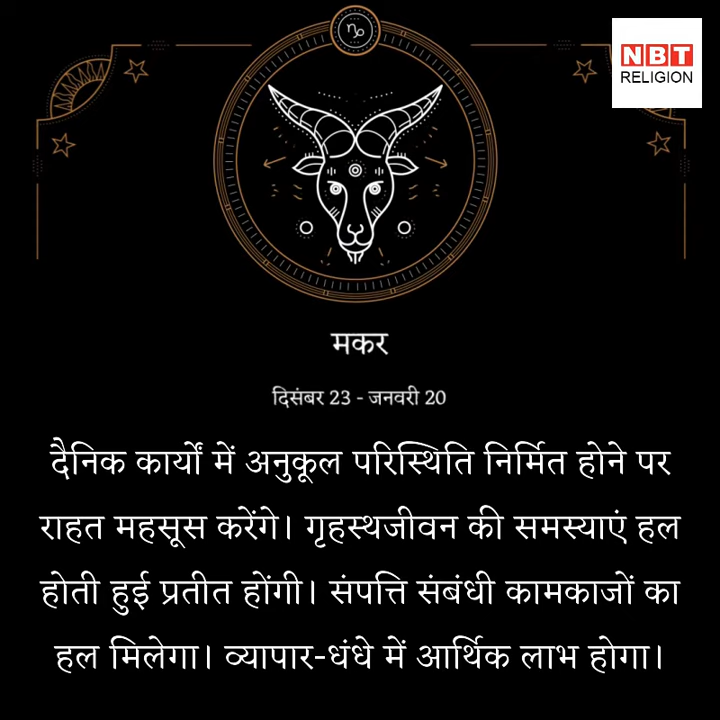 NBT
RELIGION
मकर
दिसंबर 23 - जनवरी 20
दैनिक कार्यों में अनुकूल परिस्थिति निर्मित होने पर
राहत महसूस करेंगे। गृहस्थजीवन की समस्याएं हल
होती हुई प्रतीत होंगी। संपत्ति संबंधी कामकाजों का
हल मिलेगा। व्यापार-धंधे में आर्थिक लाभ होगा।